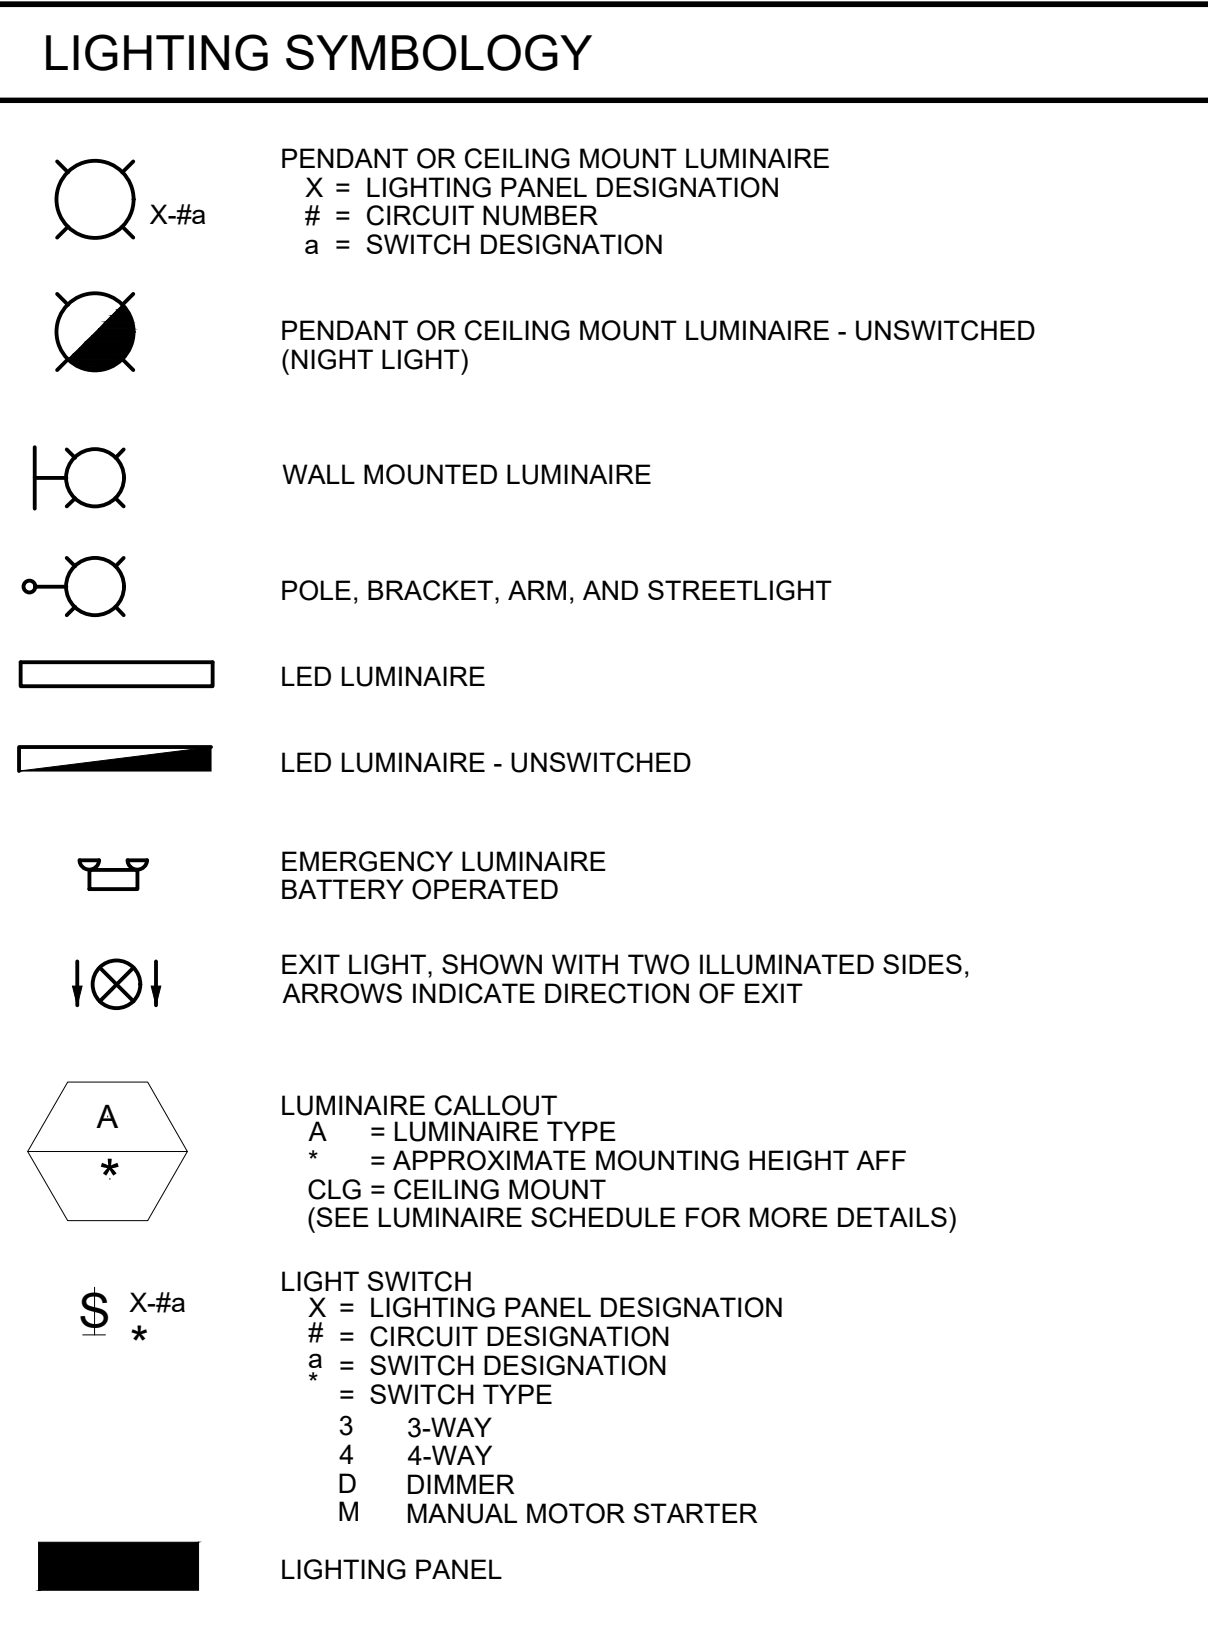 LIGHTING SYMBOLOGY
X-#a
PENDANT OR CEILING MOUNT LUMINAIRE
X = LIGHTING PANEL DESIGNATION
# = CIRCUIT NUMBER
a = SWITCH DESIGNATION
PENDANT OR CEILING MOUNT LUMINAIRE - UNSWITCHED
(NIGHT LIGHT)
WALL MOUNTED LUMINAIRE
POLE, BRACKET, ARM, AND STREETLIGHT
LED LUMINAIRE
LED LUMINAIRE - UNSWITCHED
EMERGENCY LUMINAIRE
BATTERY OPERATED
EXIT LIGHT, SHOWN WITH TWO ILLUMINATED SIDES,
ARROWS INDICATE DIRECTION OF EXIT
A
*
LUMINAIRE CALLOUT
A = LUMINAIRE TYPE
* = APPROXIMATE MOUNTING HEIGHT AFF
CLG = CEILING MOUNT
(SEE LUMINAIRE SCHEDULE FOR MORE DETAILS)
$ X-#a
*
LIGHT SWITCH
X = LIGHTING PANEL DESIGNATION
# = CIRCUIT DESIGNATION
a = SWITCH DESIGNATION
* = SWITCH TYPE
3 3-WAY
4 4-WAY
D DIMMER
M MANUAL MOTOR STARTER
LIGHTING PANEL